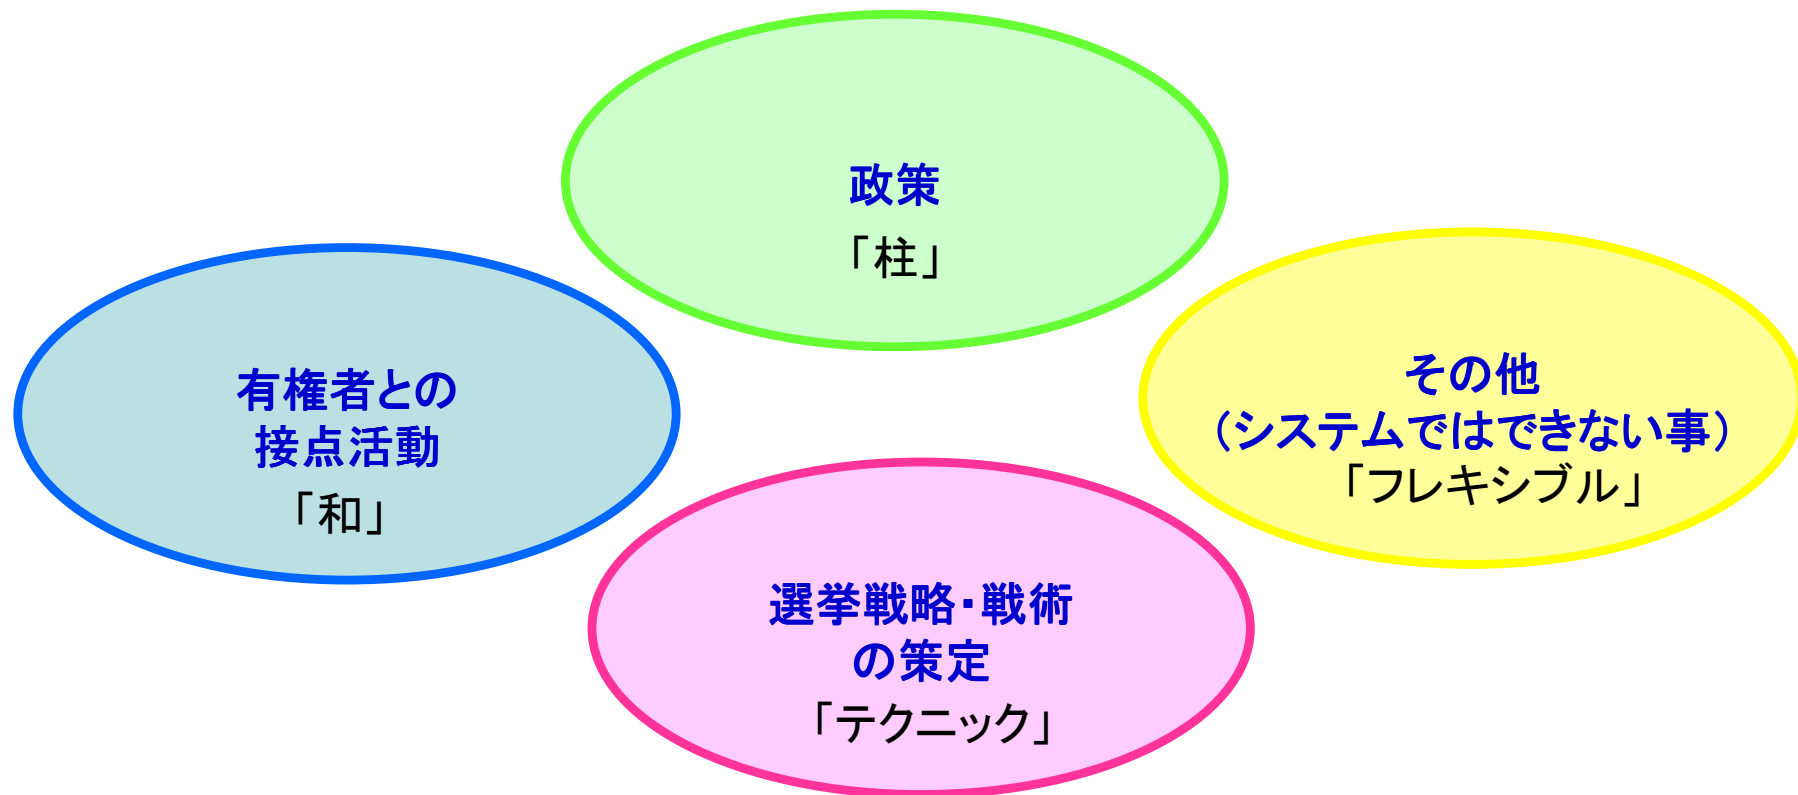 政策
「柱」
有権者との
接点活動
「和」
その他
（システムではできない事）
「フレキシブル」
選挙戦略・戦術
の策定
「テクニック」